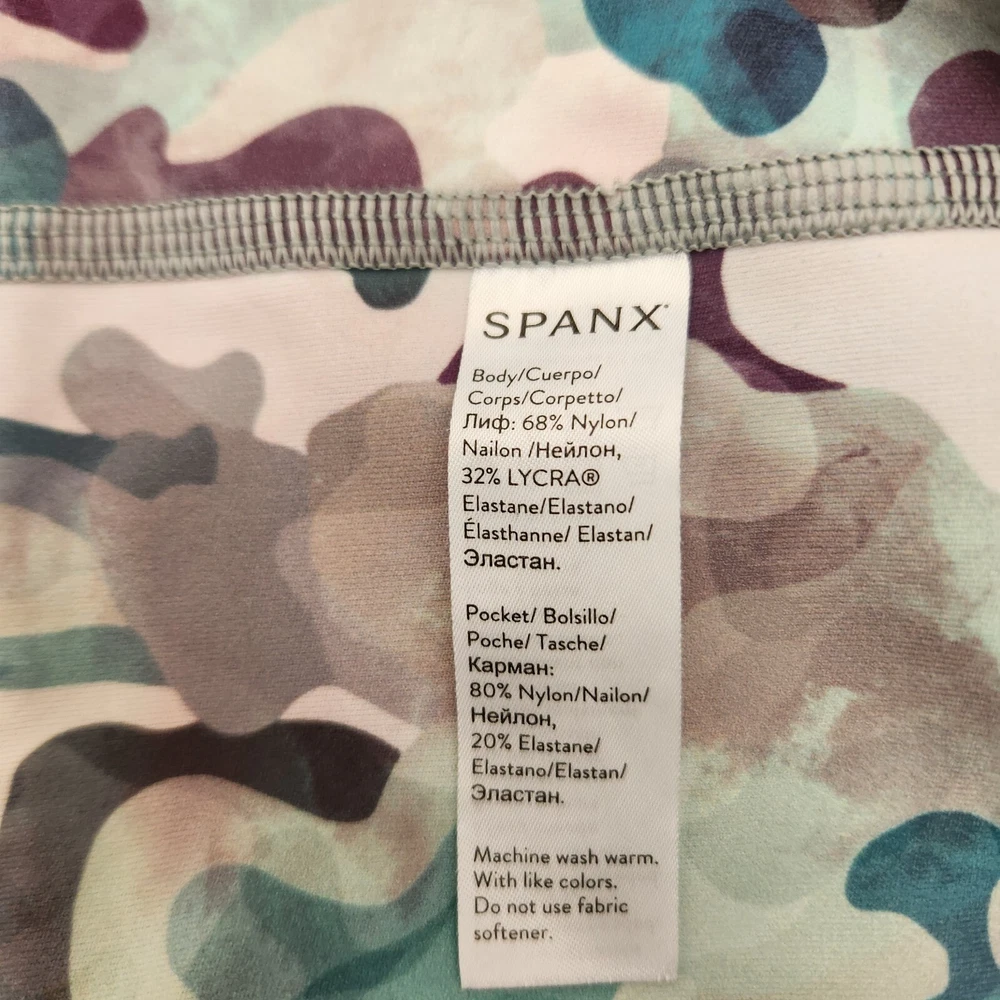 SPANX®
Body/Cuerpo/
Corps/Corpetto/
Лиф: 68% Nylon/
Nailon /Нейлон,
32% LYCRA®
Elastane/Elastano/
Élasthanne/ Elastan/
Эластан.
Pocket/ Bolsillo/
Poche/ Tasche/
Карман:
80% Nylon/Nailon/
Нейлон,
20% Elastane/
Elastano/Elastan/
Эластан.
Machine wash warm.
With like colors.
Do not use fabric
softener.